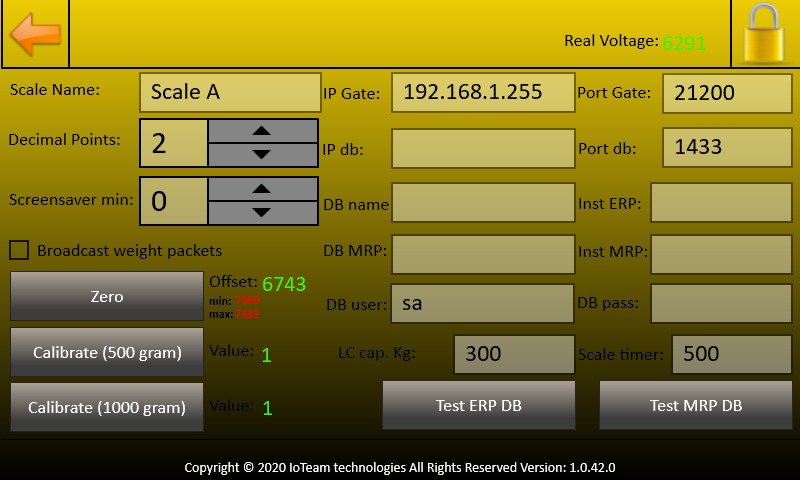 Real Voltage: 6291
Scale Name: Scale A IP Gate: 192.168.1.255 Port Gate: 21200
Decimal Points: 2 IP db: Port db: 1433
Screensaver min: 0 DB name Inst ERP:
Broadcast weight packets DB MRP: Inst MRP:
Zero Offset: 6743
min:
max:
DB user: sa DB pass:
Calibrate (500 gram) Value: 1 LC cap. Kg: 300 Scale timer: 500
Calibrate (1000 gram) Value: 1 Test ERP DB Test MRP DB
Copyright © 2020 IoTeam technologies All Rights Reserved Version: 1.0.42.0